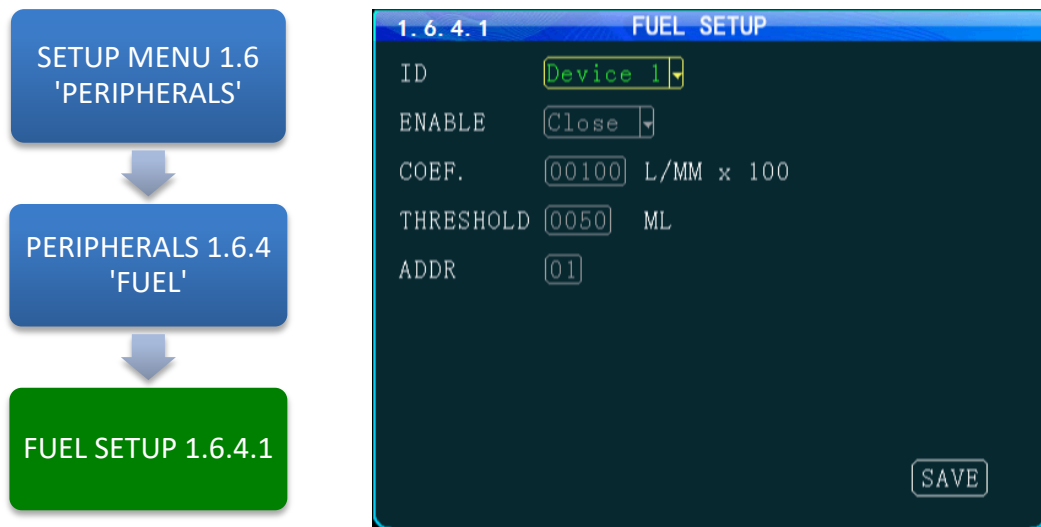 SETUP MENU 1.6
'PERIPHERALS'
PERIPHERALS 1.6.4
'FUEL'
FUEL SETUP 1.6.4.1
1.6.4.1 FUEL SETUP
ID Device 1
ENABLE Close
COEF. 00100 L/MM x 100
THRESHOLD 0050 ML
ADDR 01
SAVE